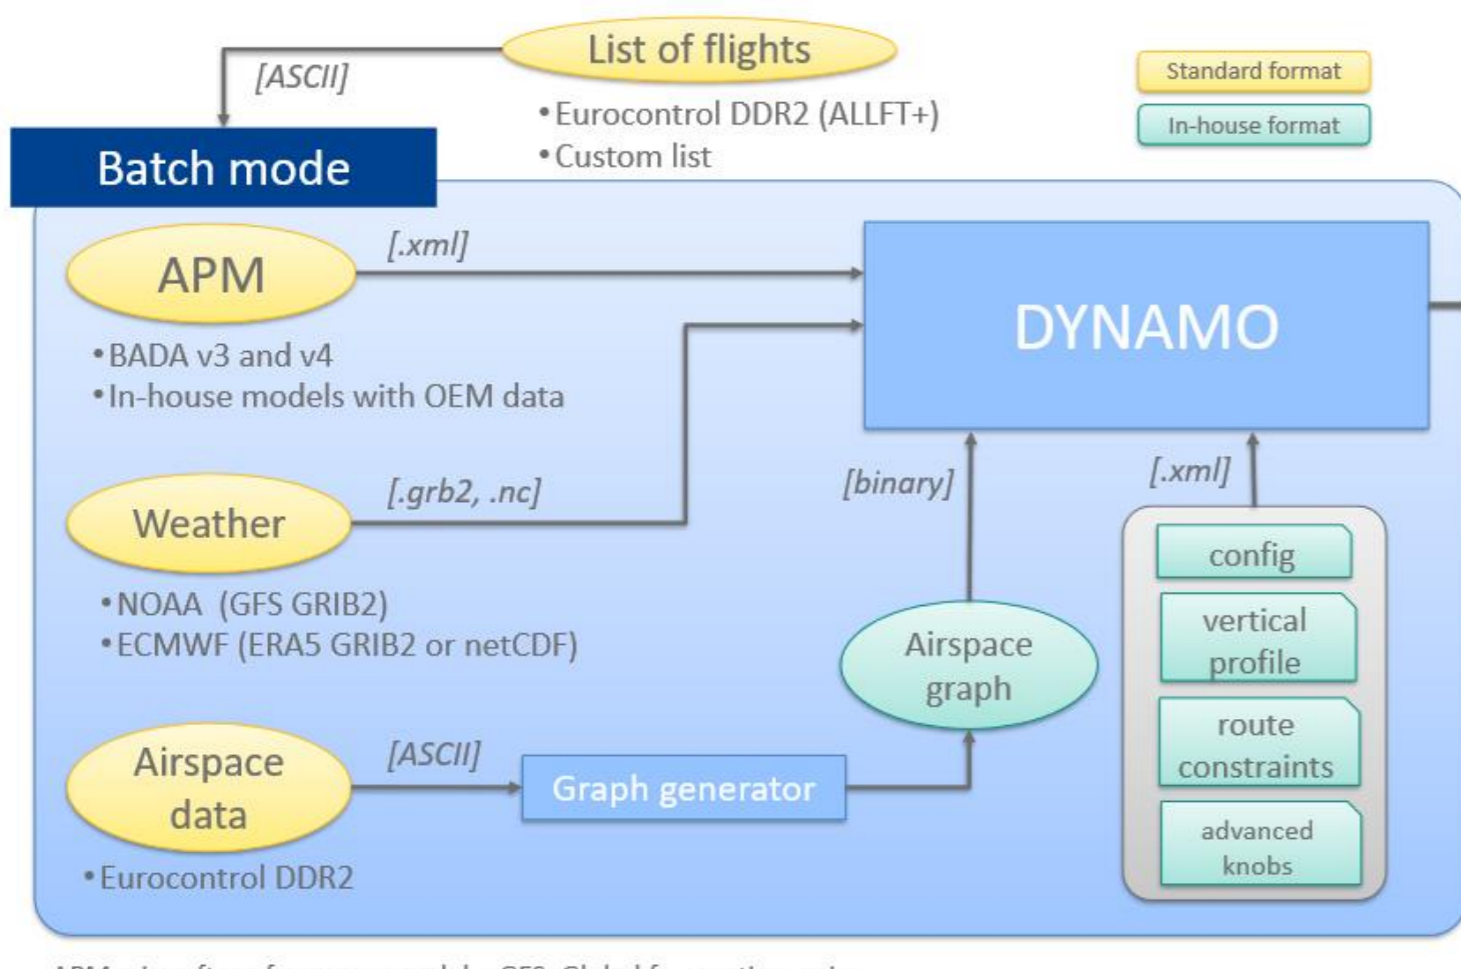 List of flights
[ASCII]
• Eurocontrol DDR2 (ALLFT+)
• Custom list
Standard format
In-house format
Batch mode
APM
[.xml]
• BADA v3 and v4
• In-house models with OEM data
DYNAMO
Weather
[.grb2, .nc]
• NOAA (GFS GRIB2)
• ECMWF (ERA5 GRIB2 or netCDF)
[binary]
[.xml]
Airspace
graph
config
vertical
profile
route
constraints
advanced
knobs
Airspace
data
[ASCII]
Graph generator
• Eurocontrol DDR2